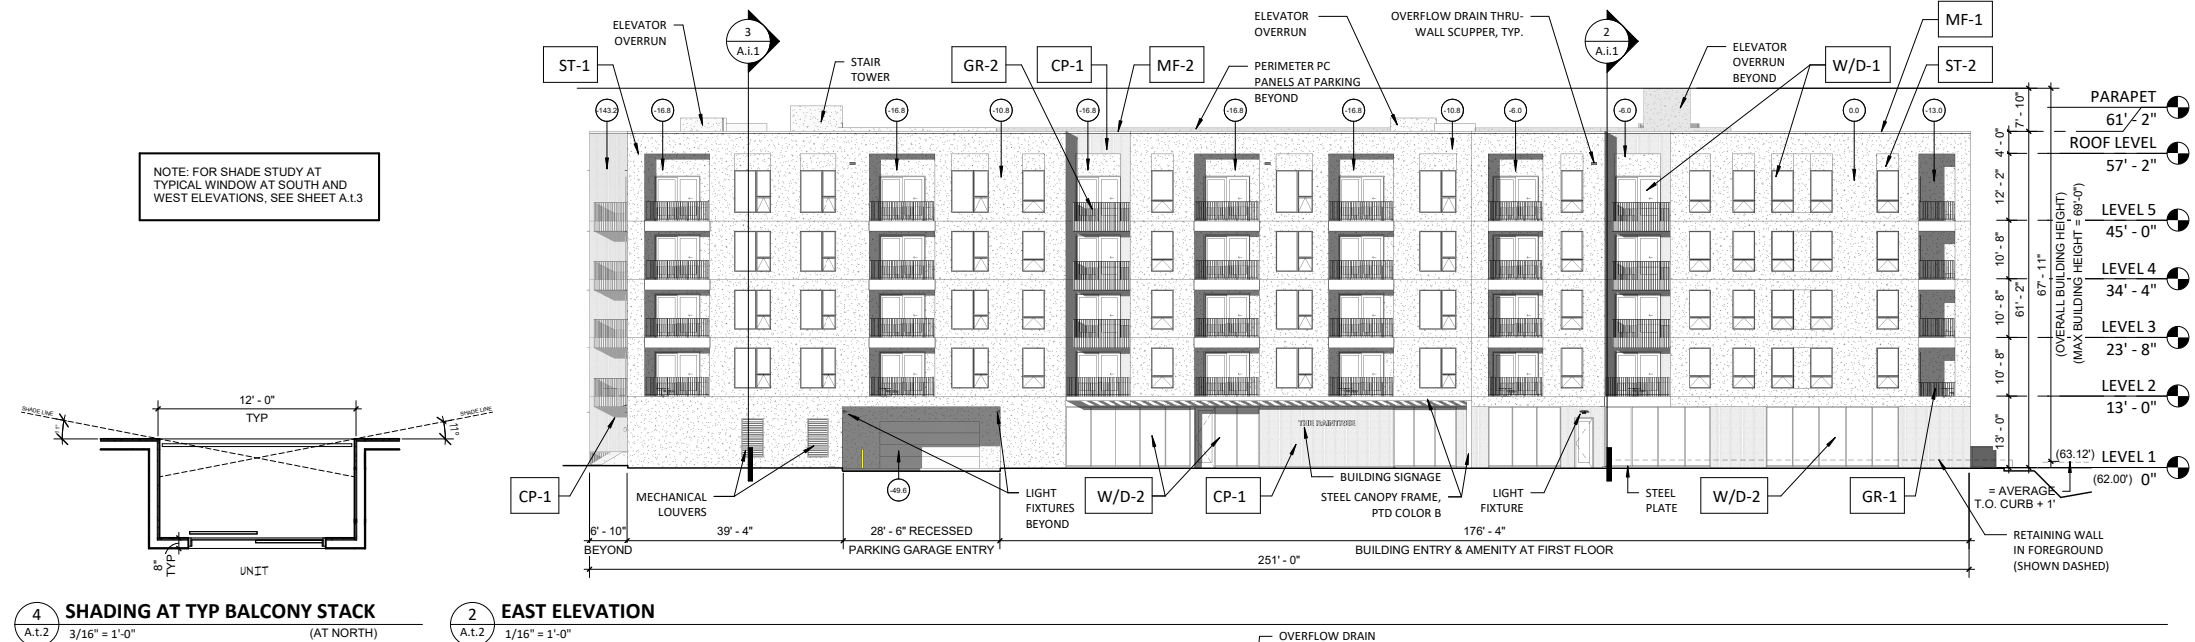 ELEVATOR
OVERRUN
3
A.i.1
ELEVATOR
OVERRUN
OVERFLOW DRAIN THRU-
WALL SCUPPER, TYP.
2
A.i.1
MF-1
ST-1
STAIR
TOWER
GR-2
CP-1
MF-2
PERIMETER PC
PANELS AT PARKING
BEYOND
ELEVATOR
OVERRUN
BEYOND
W/D-1
ST-2
-143.2
-16.8
-16.8
-10.8
-16.8
-16.8
-16.8
-10.8
-6.0
-6.0
0.0
-13.0
NOTE: FOR SHADE STUDY AT
TYPICAL WINDOW AT SOUTH AND
WEST ELEVATIONS, SEE SHEET A.t.3
7' - 10"
4' - 0"
12' - 2"
10' - 8"
10' - 8"
10' - 8"
13' - 0"
61' - 2"
67' - 11"
(OVERALL BUILDING HEIGHT)
(MAX BUILDING HEIGHT = 69'-0")
PARAPET
61' - 2"
ROOF LEVEL
57' - 2"
LEVEL 5
45' - 0"
LEVEL 4
34' - 4"
LEVEL 3
23' - 8"
LEVEL 2
13' - 0"
LEVEL 1
(63.12')
(62.00') 0"
= AVERAGE
T.O. CURB + 1'
SHADE LINE
12' - 0"
TYP
SHADE LINE
11°
11°
8"
TYP
UNIT
THE RAINTREE
CP-1
MECHANICAL
LOUVERS
-49.6
LIGHT
FIXTURES
BEYOND
W/D-2
CP-1
BUILDING SIGNAGE
STEEL CANOPY FRAME,
PTD COLOR B
LIGHT
FIXTURE
STEEL
PLATE
W/D-2
GR-1
RETAINING WALL
IN FOREGROUND
(SHOWN DASHED)
6' - 10"
BEYOND
39' - 4"
28' - 6" RECESSED
PARKING GARAGE ENTRY
176' - 4"
BUILDING ENTRY & AMENITY AT FIRST FLOOR
251' - 0"
4
A.t.2
SHADING AT TYP BALCONY STACK
3/16" = 1'-0"
(AT NORTH)
2
A.t.2
EAST ELEVATION
1/16" = 1'-0"
OVERFLOW DRAIN